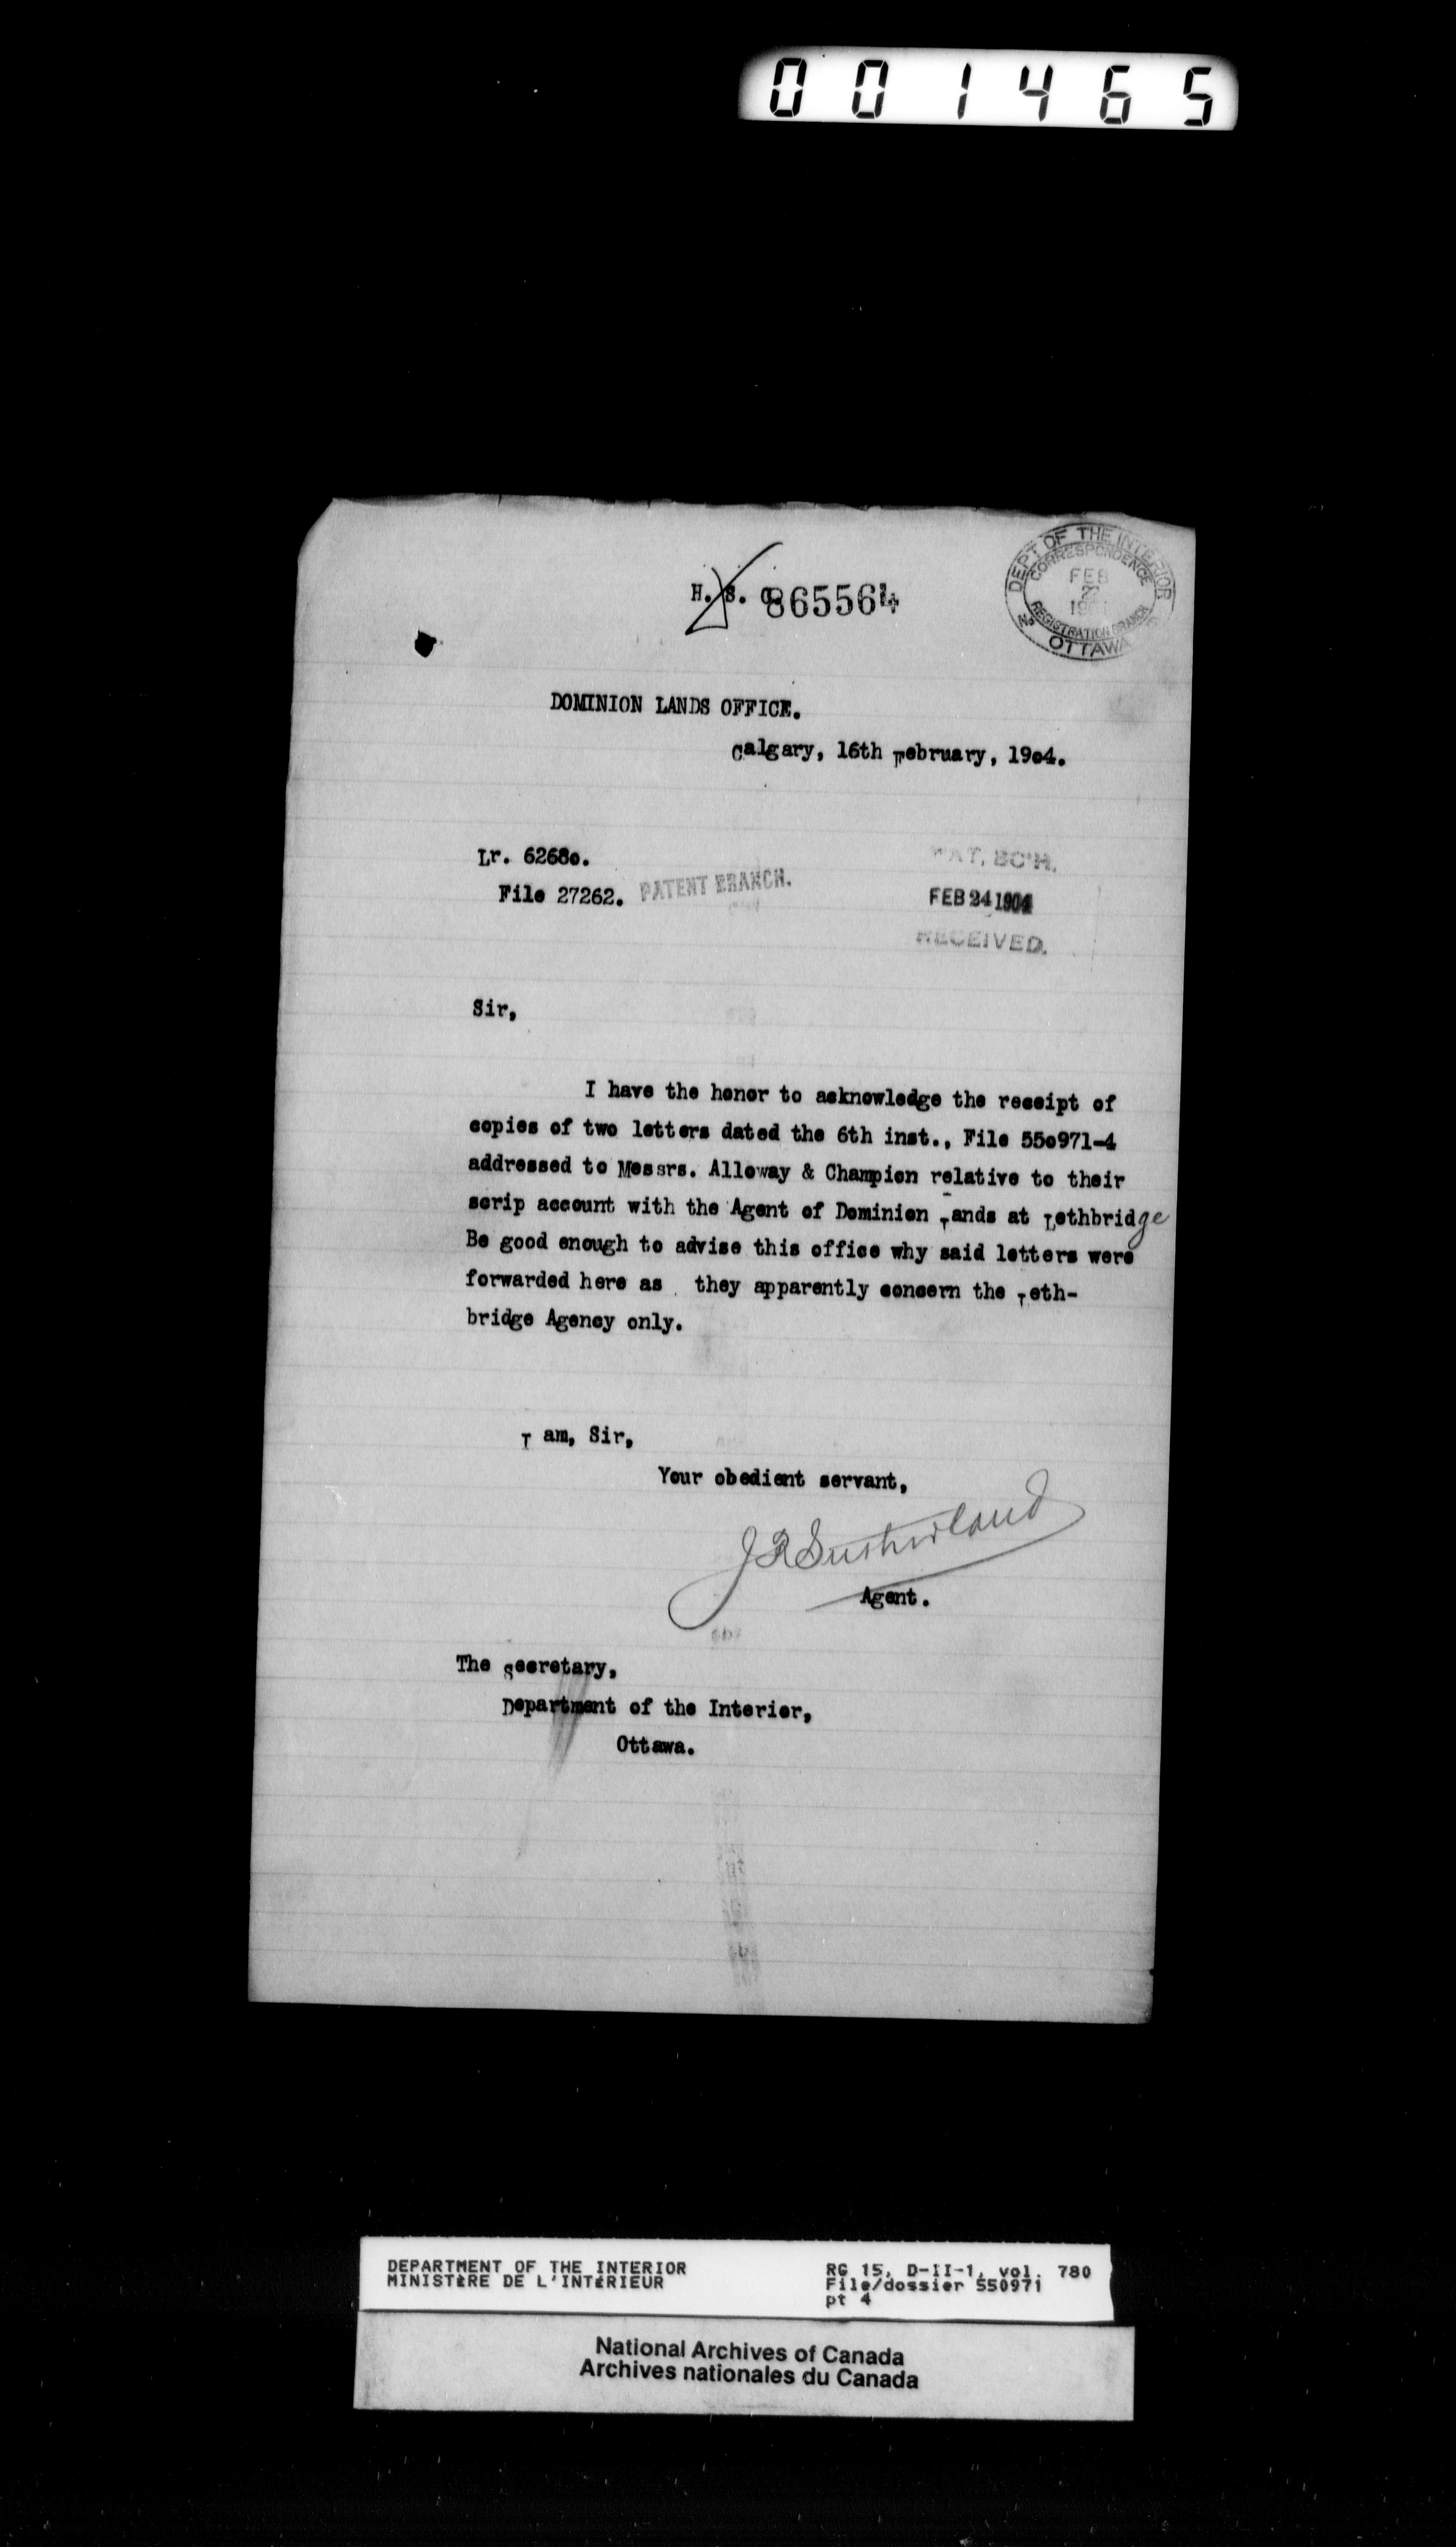 001465
H. S. 865564
DEPT. OF THE INTERIOR
CORRESPONDENCE
FEB
22
REGISTRATION BRANCH
OTTAWA
DOMINION LANDS OFFICE.
Calgary, 16th February, 19o4.
Lr. 6268o.
PAT. BC'H.
File 27262. PATENT BRANCH.
FEB 24 1904
RECEIVED.
Sir,
I have the honor to acknowledge the receipt of
copies of two letters dated the 6th inst., File 55o971-4
addressed to Messrs. Alloway & Champion relative to their
scrip account with the Agent of Dominion Lands at Lethbridge
Be good enough to advise this office why said letters were
forwarded here as they apparently concern the Leth-
bridge Agency only.
I am, Sir,
Your obedient servant,
J R Sutherland
Agent.
The Secretary,
Department of the Interior,
Ottawa.
DEPARTMENT OF THE INTERIOR
MINISTÈRE DE L'INTÉRIEUR
RG 15, D-II-1, vol. 780
File/dossier 550971
pt 4
National Archives of Canada
Archives nationales du Canada